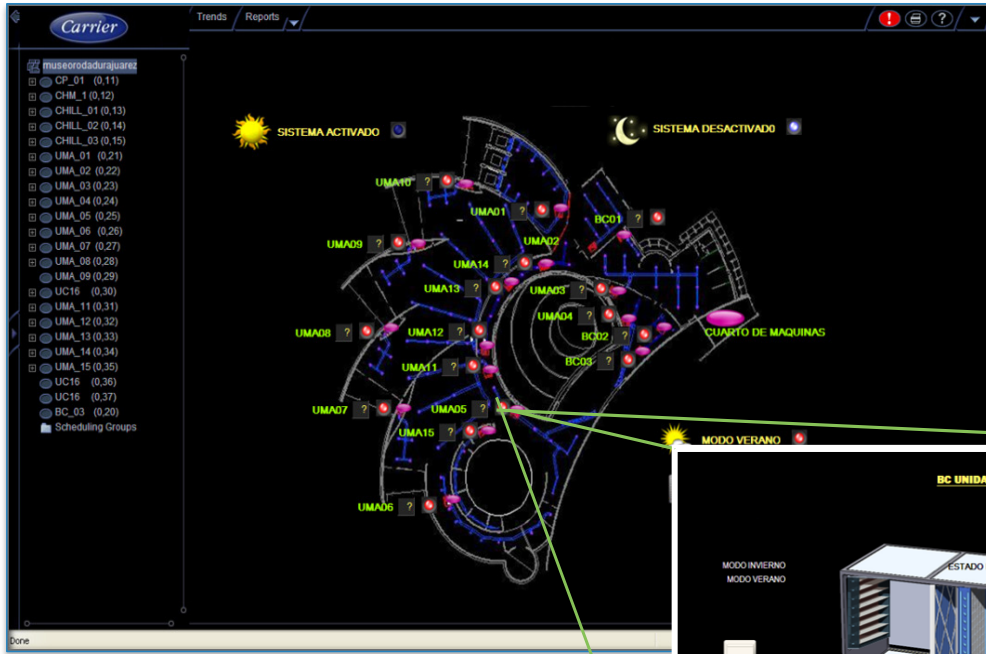 Carrier
Trends
Reports
museorodadurajuarez
CP_01 (0,11)
CHM_1 (0,12)
CHILL_01 (0,13)
CHILL_02 (0,14)
CHILL_03 (0,15)
UMA_01 (0,21)
UMA_02 (0,22)
UMA_03 (0,23)
UMA_04 (0,24)
UMA_05 (0,25)
UMA_06 (0,26)
UMA_07 (0,27)
UMA_08 (0,28)
UMA_09 (0,29)
UC16 (0,30)
UMA_11 (0,31)
UMA_12 (0,32)
UMA_13 (0,33)
UMA_14 (0,34)
UMA_15 (0,35)
UC16 (0,36)
UC16 (0,37)
BC_03 (0,20)
Scheduling Groups
Done
! ?
SISTEMA ACTIVADO
SISTEMA DESACTIVAD0
UMA10 ?
UMA01 ?
BC01 ?
UMA09 ?
UMA02
UMA14 ?
UMA13 ?
UMA03 ?
UMA04 ?
UMA08 ?
UMA12 ?
BC02 ?
CUARTO DE MAQUINAS
BC03 ?
UMA11 ?
UMA07 ?
UMA05 ?
UMA15 ?
MODO VERANO
UMA06 ?
BC UNIDA
MODO INVIERNO
MODO VERANO
ESTADO